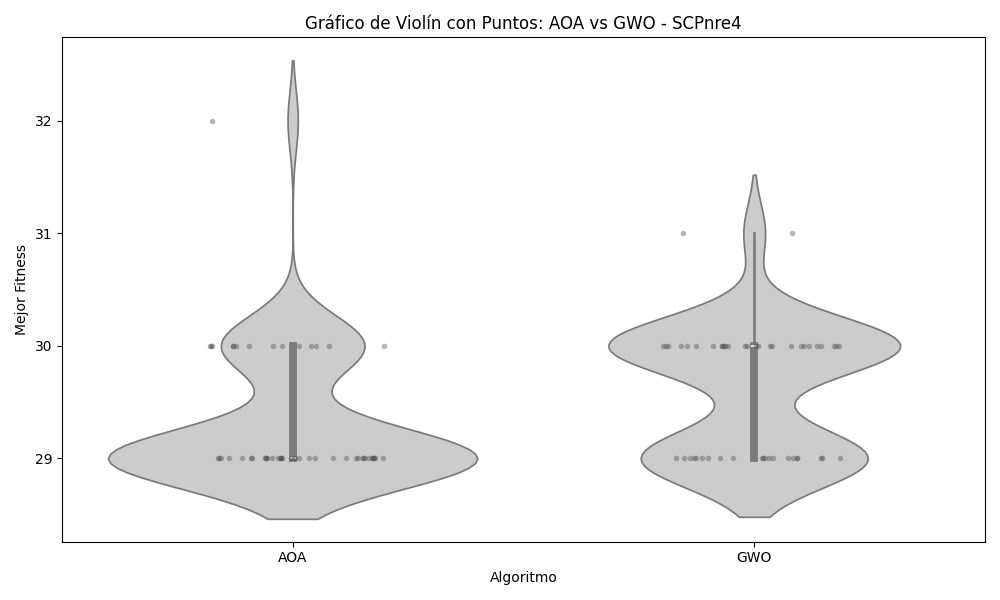 Gráfico de Violín con Puntos: AOA vs GWO - SCPnre4
Mejor Fitness
32
31
30
29
AOA
GWO
Algoritmo